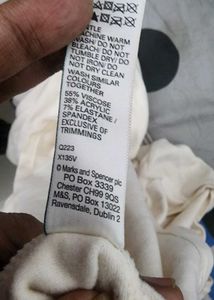 MACHINE WARM
WASH/ DO NOT
BLEACH/ DO NOT
TUMBLE DRY/ DO
NOT IRON/ DO
NOT DRY CLEAN
WASH SIMILAR
COLOURS
TOGETHER
55% VISCOSE
38% ACRYLIC
7% ELASTANE /
SPANDEX
EXCLUSIVE OF
TRIMMINGS
Q223
X135V
© Marks and Spencer plc
PO Box 3339
Chester CH99 9QS
M&S, PO Box 13022
Ravensdale, Dublin 2